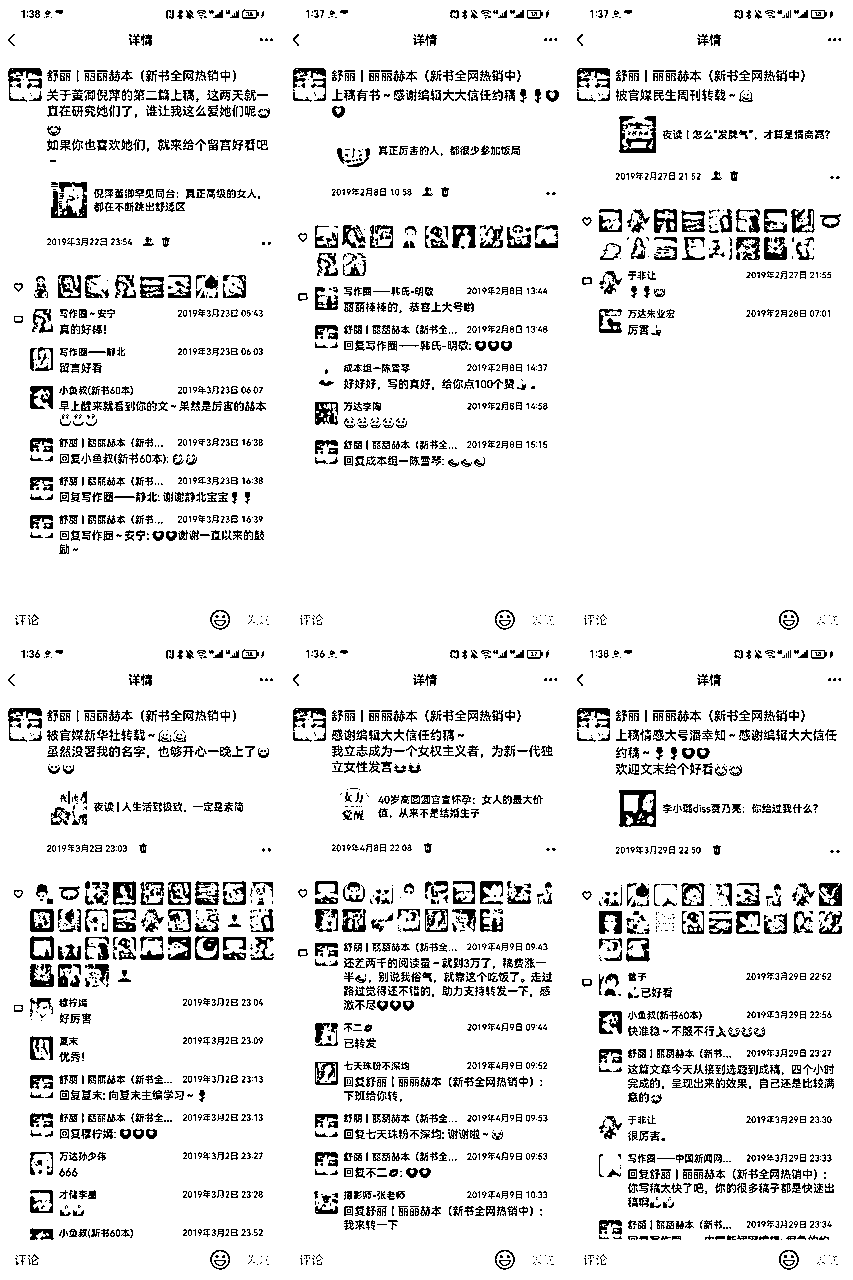 1:38
详情
舒丽丨丽丽赫本（新书全网热销中）
关于董卿倪萍的第二篇上稿，这两天就一
直在研究她们了，谁让我这么爱她们呢
如果你也喜欢她们，就来给个留言好看吧
~
倪萍董卿罕见同台：真正高级的女人，
都在不断跳出舒适区
2019年3月22日 23:54
写作圈~安宁 2019年3月23日 05:43
真的好棒！
写作圈——静北 2019年3月23日 06:03
留言好看
小鱼叔(新书60本) 2019年3月23日 06:07
早上醒来就看到你的文~果然是厉害的赫本
舒丽丨丽丽赫本（新书... 2019年3月23日 16:38
回复小鱼叔(新书60本):
舒丽丨丽丽赫本（新书... 2019年3月23日 16:38
回复写作圈——静北: 谢谢静北宝宝
舒丽丨丽丽赫本（新书... 2019年3月23日 16:39
回复写作圈~安宁: 谢谢一直以来的鼓
励~
评论
1:37
详情
舒丽丨丽丽赫本（新书全网热销中）
上稿有书~感谢编辑大大信任约稿
真正厉害的人，都很少参加饭局
2019年2月8日 10:58
写作圈——韩氏-明敬 2019年2月8日 13:44
丽丽棒棒的，恭喜上大号哟
舒丽丨丽丽赫本（新书全... 2019年2月8日 13:48
回复写作圈——韩氏-明敬:
成本组—陈雪琴 2019年2月8日 14:37
好好好，写的真好，给你点100个赞
万达李陶 2019年2月8日 14:58
舒丽丨丽丽赫本（新书全... 2019年2月8日 15:15
回复成本组—陈雪琴:
评论
发送
1:37
详情
舒丽丨丽丽赫本（新书全网热销中）
被官媒民生周刊转载~
夜读丨怎么“发脾气”，才算是情商高？
2019年2月27日 21:52
于非让 2019年2月27日 21:55
万达朱业宏 2019年2月28日 07:01
厉害
评论
发送
1:36
详情
舒丽丨丽丽赫本（新书全网热销中）
被官媒新华社转载~
虽然没署我的名字，也够开心一晚上了
夜读丨人生活到极致，一定是素简
2019年3月2日 23:03
穆柠嫣 2019年3月2日 23:04
好厉害
夏末 2019年3月2日 23:09
优秀！
舒丽丨丽丽赫本（新书全... 2019年3月2日 23:13
回复夏末: 向夏末主编学习~
舒丽丨丽丽赫本（新书全... 2019年3月2日 23:13
回复穆柠嫣:
万达孙少伟 2019年3月2日 23:27
666
才储李墨 2019年3月2日 23:28
小鱼叔(新书60本) 2019年3月2日 23:52
评论
1:36
详情
舒丽丨丽丽赫本（新书全网热销中）
感谢编辑大大信任约稿~
我立志成为一个女权主义者，为新一代独
立女性发言
女力
觉醒
40岁高圆圆官宣怀孕：女人的最大价
值，从来不是结婚生子
2019年4月8日 22:08
舒丽丨丽丽赫本（新书全... 2019年4月9日 09:43
还差两千的阅读量~就到3万了，稿费涨一
半，别说我俗气，就靠这个吃饭了。走过
路过觉得还不错的，助力支持转发一下，感
激不尽
不二 2019年4月9日 09:44
已转发
七天珠粉不深均 2019年4月9日 09:52
回复舒丽丨丽丽赫本（新书全网热销中）:
下班给你转，
舒丽丨丽丽赫本（新书全... 2019年4月9日 09:53
回复七天珠粉不深均: 谢谢啦~
舒丽丨丽丽赫本（新书全... 2019年4月9日 09:53
回复不二:
摄影师-张老师 2019年4月9日 10:33
回复舒丽丨丽丽赫本（新书全网热销中）:
我来转一下
评论
发送
1:38
详情
舒丽丨丽丽赫本（新书全网热销中）
上稿情感大号潘幸知~感谢编辑大大信任
约稿~
欢迎文末给个好看
李小璐diss贾乃亮：你给过我什么？
2019年3月29日 22:50
曾子 2019年3月29日 22:52
已好看
小鱼叔(新书60本) 2019年3月29日 22:56
快准稳~不服不行
舒丽丨丽丽赫本（新书... 2019年3月29日 23:27
这篇文章今天从接到选题到成稿，四个小时
完成的，呈现出来的效果，自己还是比较满
意的
于非让 2019年3月29日 23:30
很厉害。
写作圈——中国新闻网... 2019年3月29日 23:33
回复舒丽丨丽丽赫本（新书全网热销中）:
你写稿太快了吧，你的很多稿子都是快速出
稿啊
舒丽丨丽丽赫本（新书... 2019年3月29日 23:34
评论
发送